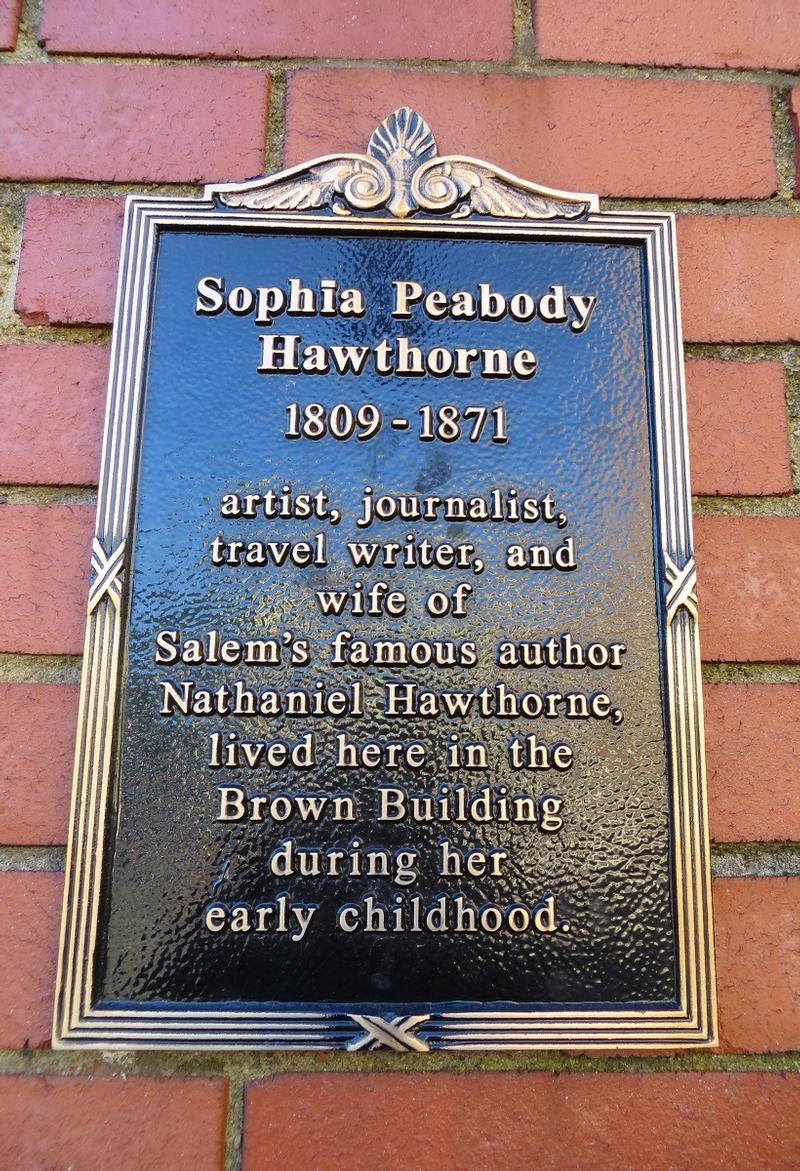 Sophīa Peabody
Hawthorne
1809 - 1871
artist, journalist,
travel writer, and
wife of
Salem's famous author
Nathaniel Hawthorne,
lived here in the
Brown Building
during her
early childhood.